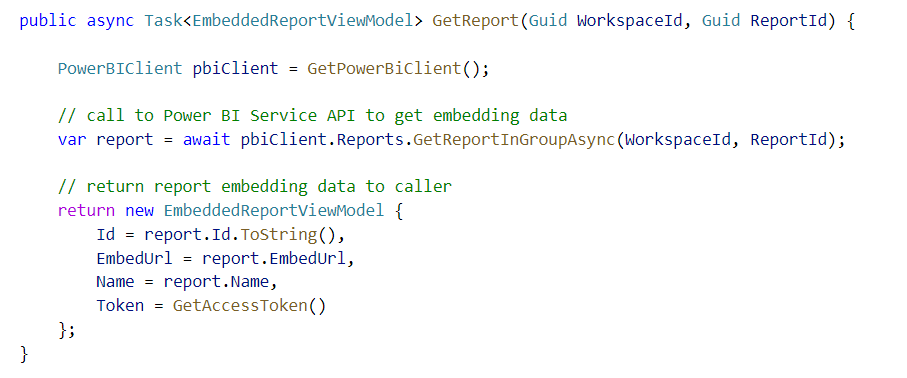 public async Task<EmbeddedReportViewModel> GetReport(Guid WorkspaceId, Guid ReportId) {
PowerBIClient pbiClient = GetPowerBiClient();
// call to Power BI Service API to get embedding data
var report = await pbiClient.Reports.GetReportInGroupAsync(WorkspaceId, ReportId);
// return report embedding data to caller
return new EmbeddedReportViewModel {
Id = report.Id.ToString(),
EmbedUrl = report.EmbedUrl,
Name = report.Name,
Token = GetAccessToken()
};
}